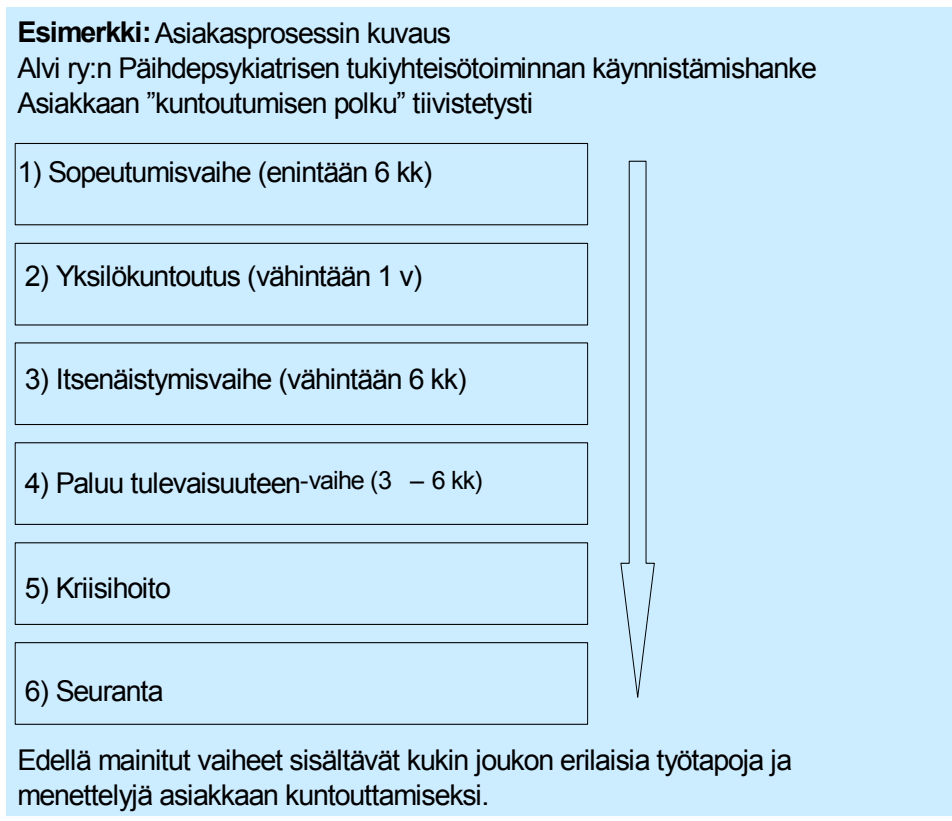 Esimerkki: Asiakasprosessin kuvaus
Alvi ry:n Päihdepsykiatrisen tukiyhteisötoiminnan käynnistämishanke
Asiakkaan ”kuntoutumisen polku” tiivistetysti
1) Sopeutumisvaihe (enintään 6 kk)
2) Yksilökuntoutus (vähintään 1 v)
3) Itsenäistymisvaihe (vähintään 6 kk)
4) Paluu tulevaisuuteen-vaihe (3 – 6 kk)
5) Kriisihoito
6) Seuranta
Edellä mainitut vaiheet sisältävät kukin joukon erilaisia työtapoja ja
menettelyjä asiakkaan kuntouttamiseksi.